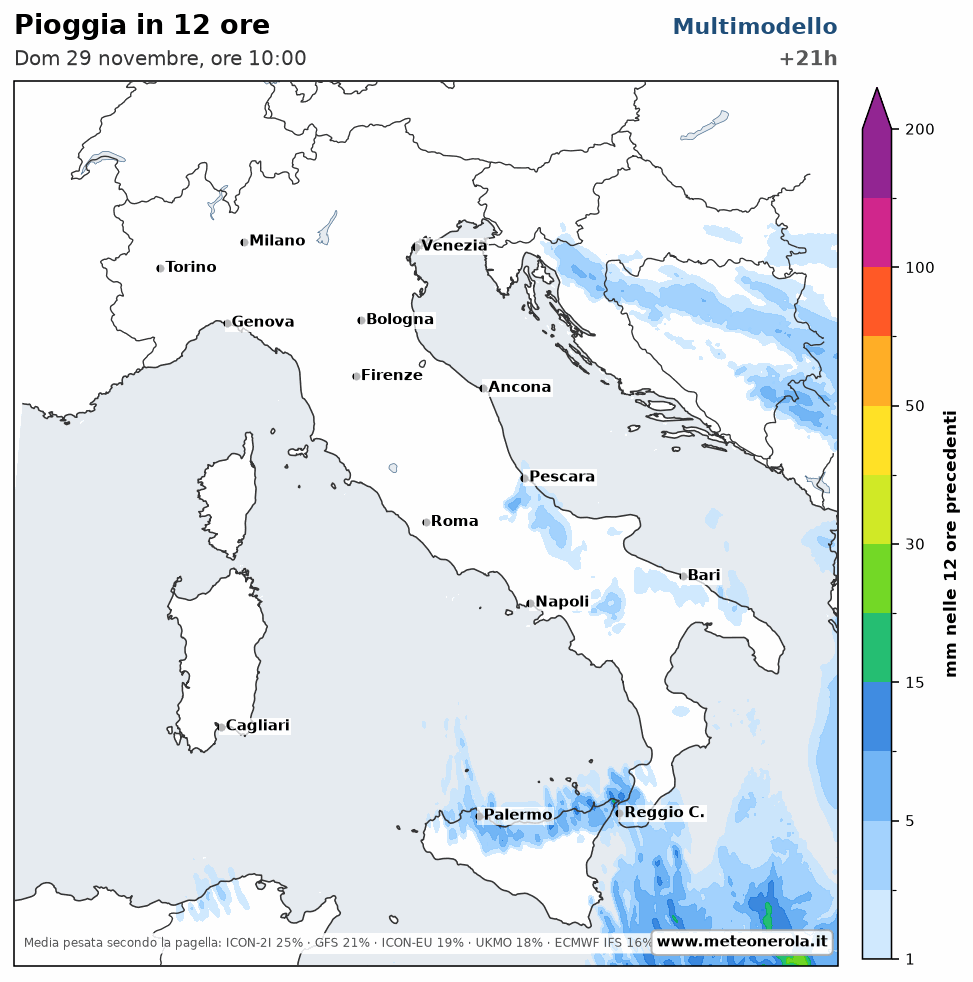 Pioggia in 12 ore
Multimodello
Dom 29 novembre, ore 10:00
+21h
200
100
50
30
15
5
1
mm nelle 12 ore precedenti
Milano
Venezia
Torino
Genova
Bologna
Firenze
Ancona
Pescara
Roma
Bari
Napoli
Cagliari
Palermo
Reggio C.
Media pesata secondo la pagella: ICON-2I 25% · GFS 21% · ICON-EU 19% · UKMO 18% · ECMWF IFS 16%
www.meteonerola.it